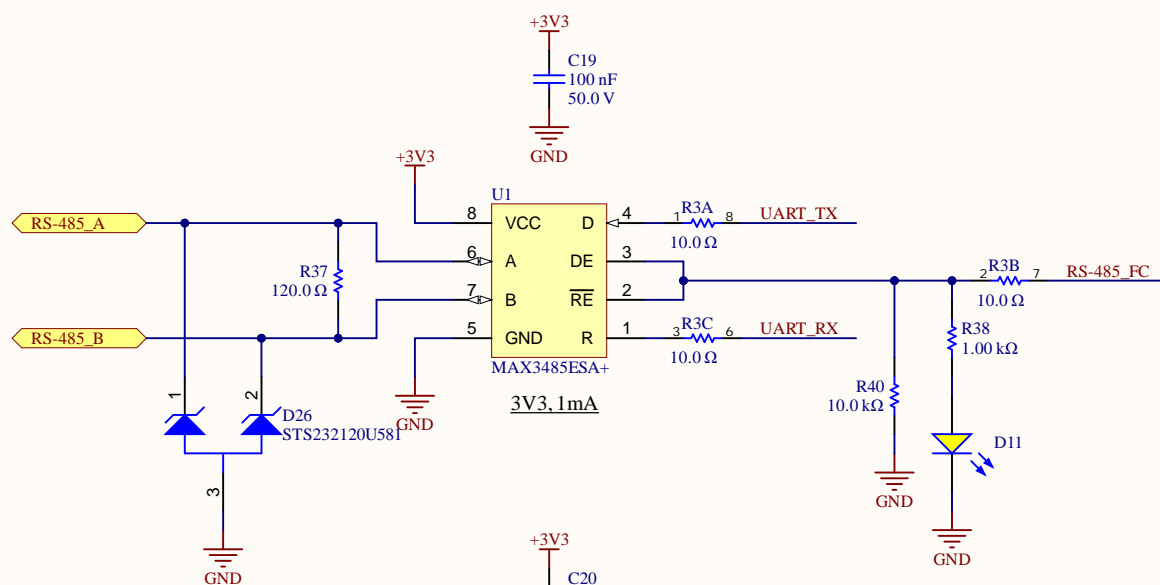 +3V3
C19
100 nF
50.0 V
GND
+3V3
U1
RS-485_A
8 VCC D 4
1 R3A 8
10.0 Ω
UART_TX
6 A DE 3
R37
120.0 Ω
7 B RE 2
2 R3B 7
10.0 Ω
RS-485_FC
RS-485_B
5 GND R 1
3 R3C 6
10.0 Ω
UART_RX
R38
1.00 kΩ
MAX3485ESA+
3V3, 1mA
GND
R40
10.0 kΩ
1
2
D26
STS232120U581
D11
3
GND
GND
GND
+3V3
C20